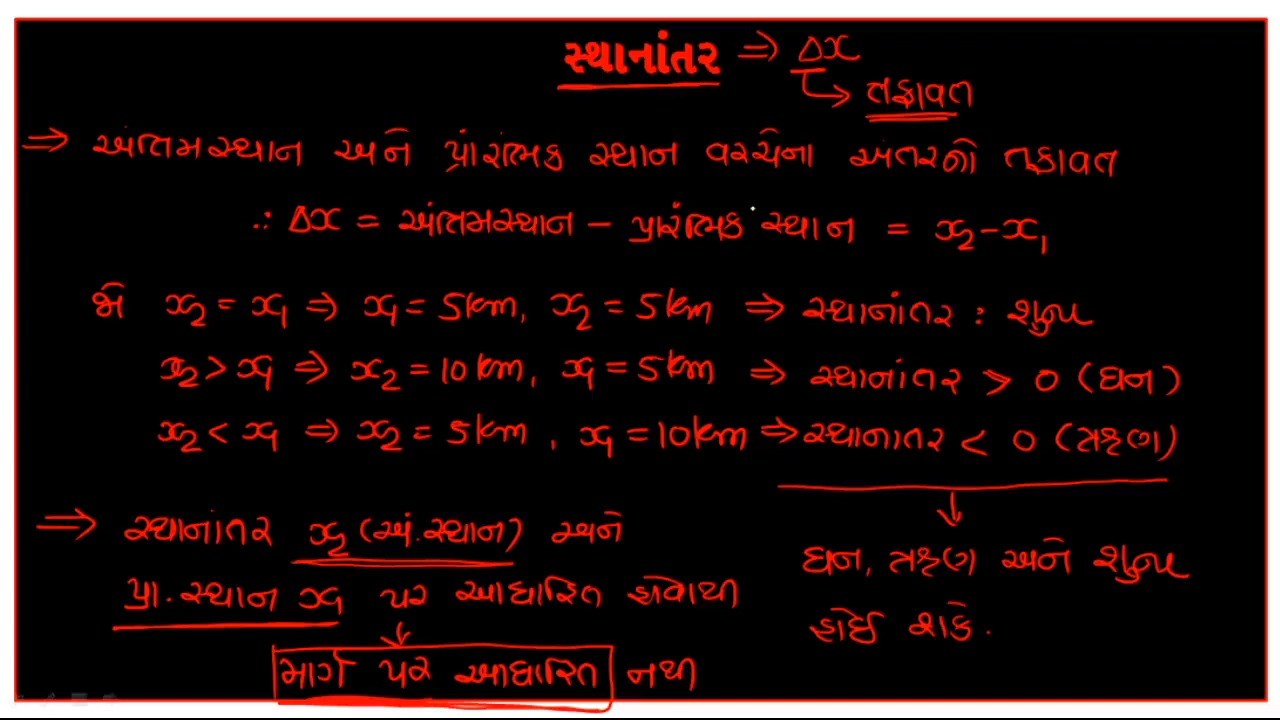 સ્થાનાંતર ⇒ Δx
↳ તફાવત
⇒ અંતિમસ્થાન અને પ્રારંભિક સ્થાન વચ્ચેના અંતરનો તફાવત
∴ Δx = અંતિમસ્થાન – પ્રારંભિક સ્થાન = x₂ – x₁
જો x₂ = x₁ ⇒ x₁ = 5km, x₂ = 5km ⇒ સ્થાનાંતર : શૂન્ય
x₂ > x₁ ⇒ x₂ = 10 km, x₁ = 5km ⇒ સ્થાનાંતર > 0 (ધન)
x₂ < x₁ ⇒ x₂ = 5km, x₁ = 10km ⇒ સ્થાનાતર < 0 (ઋણ)
↓
ધન, ઋણ અને શૂન્ય
હોઈ શકે.
⇒ સ્થાનાંતર x₂ (અં.સ્થાન) અને
પ્રા. સ્થાન x₁ પર આધારિત હોવાથી
↓
માર્ગ પર આધારિત નથી